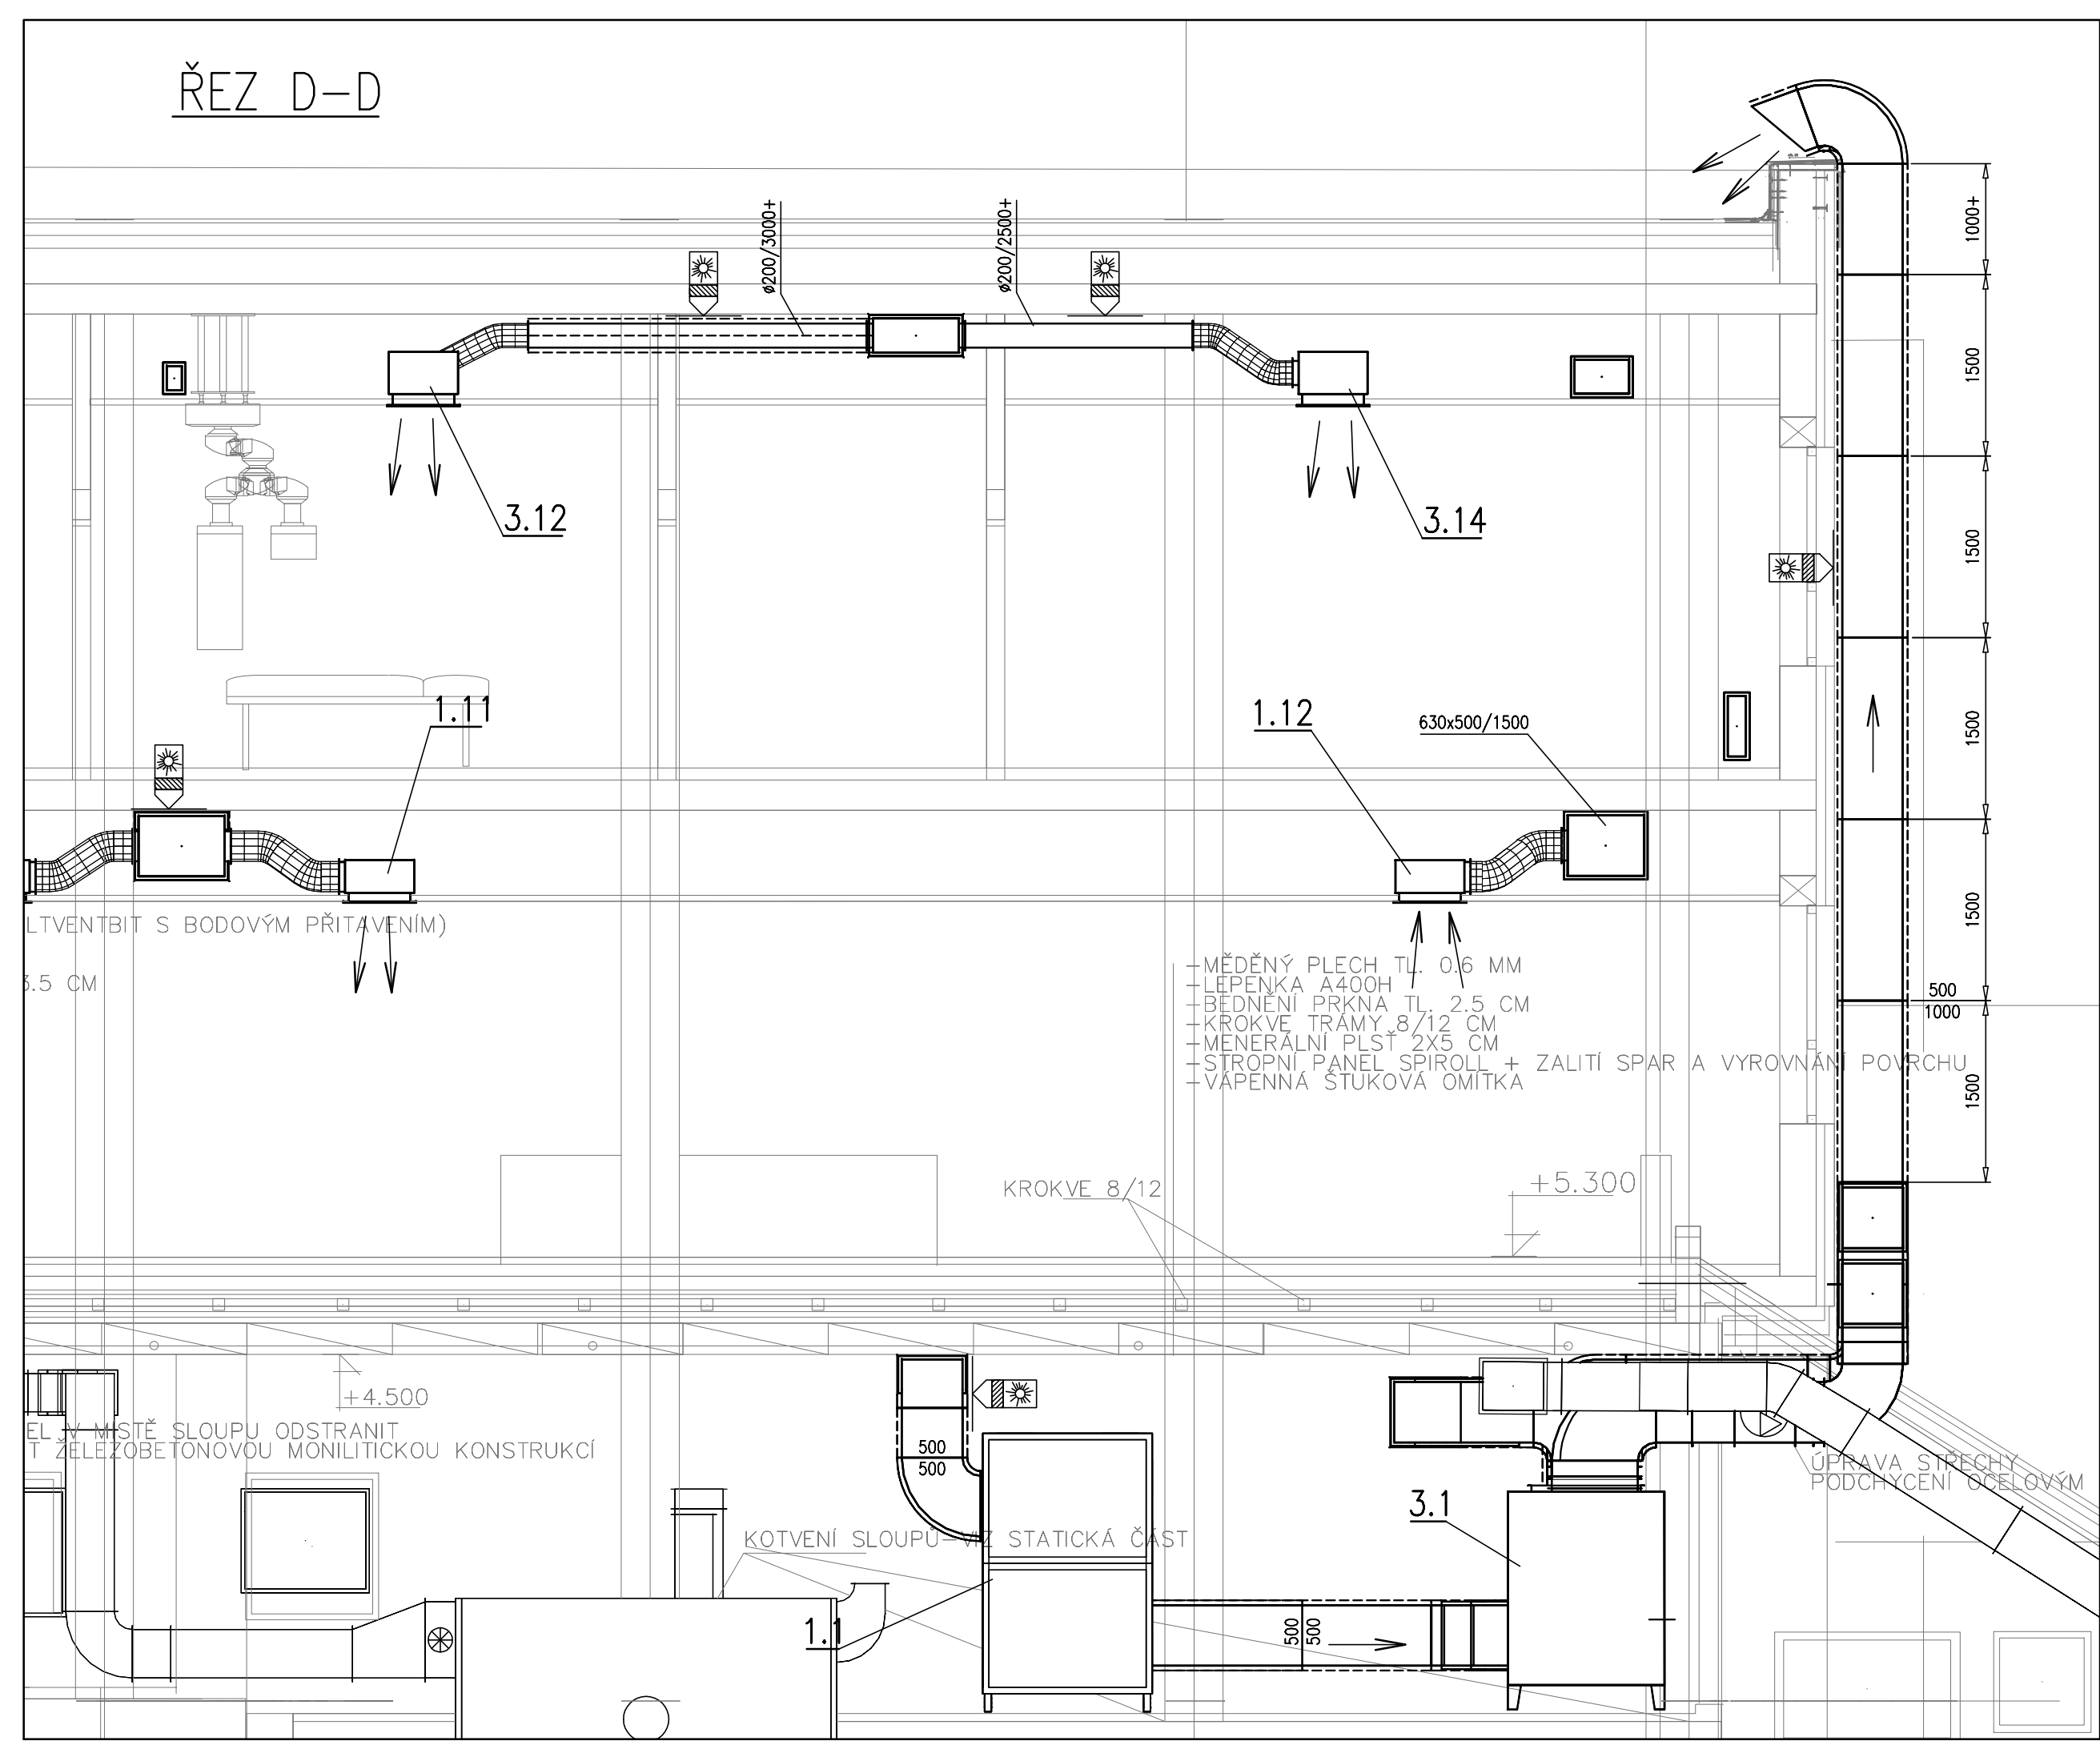 ŘEZ D-D
ø200/3000+
ø200/2500+
1000+
1500
1500
3.12
3.14
1500
1.11
1.12
630x500/1500
1500
1500
LTVENTBIT S BODOVÝM PŘITAVENÍM)
3.5 CM
-MĚDĚNÝ PLECH TL. 0.6 MM
-LEPENKA A400H
-BEDNĚNÍ PRKNA TL. 2.5 CM
-KROKVE TRÁMY 8/12 CM
-MENERÁLNÍ PLSŤ 2X5 CM
-STROPNÍ PANEL SPIROLL + ZALITÍ SPAR A VYROVNÁNÍ POVRCHU
-VÁPENNÁ ŠTUKOVÁ OMÍTKA
500
1000
1500
KROKVE 8/12
+5.300
+4.500
EL V MÍSTĚ SLOUPU ODSTRANIT
T ŽELEZOBETONOVOU MONILITICKOU KONSTRUKCÍ
500
500
ÚPRAVA STŘECHY
PODCHYCENÍ OCELOVÝM
3.1
KOTVENÍ SLOUPŮ-VIZ STATICKÁ ČÁST
1.1
500
500